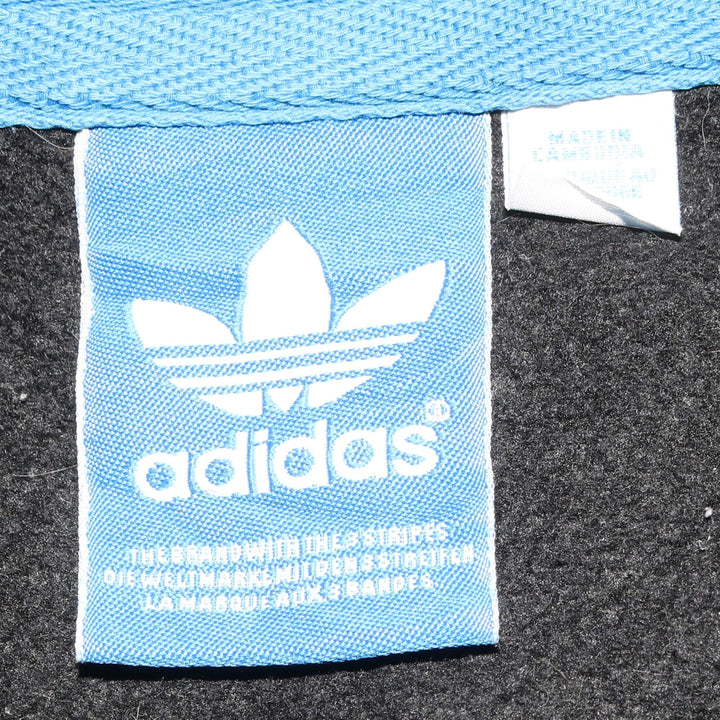 MADE IN
CAMBODIA
adidas®
THE BRAND WITH THE 3 STRIPES
DIE WELTMARKE MIT DEN 3 STREIFEN
LA MARQUE AUX 3 BANDES